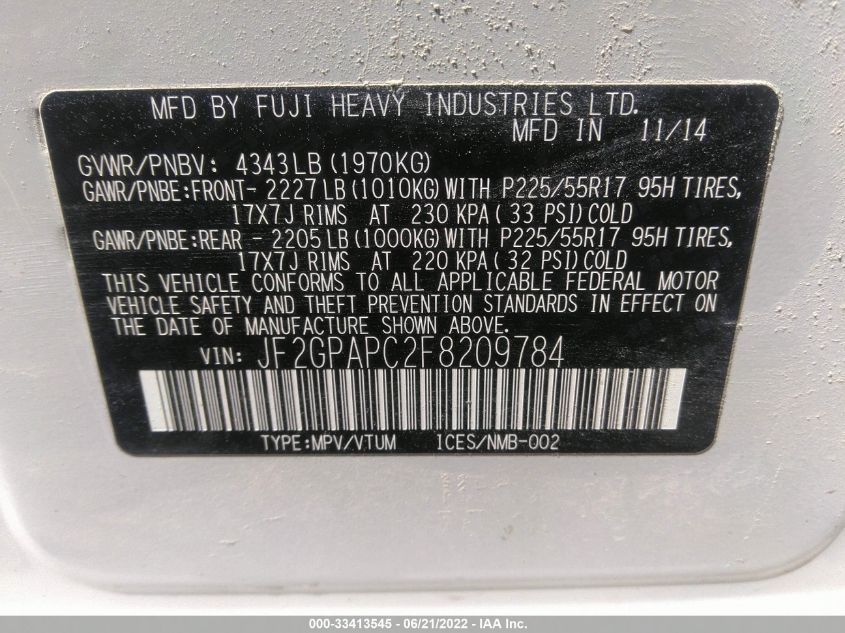 MFD BY FUJI HEAVY INDUSTRIES LTD.
MFD IN 11/14
GVWR/PNBV: 4343LB (1970KG)
GAWR/PNBE:FRONT- 2227 LB (1010KG) WITH P225/55R17 95H TIRES,
17X7J RIMS AT 230 KPA ( 33 PSI) COLD
GAWR/PNBE:REAR - 2205 LB (1000KG) WITH P225/55R17 95H TIRES,
17X7J RIMS AT 220 KPA ( 32 PSI) COLD
THIS VEHICLE CONFORMS TO ALL APPLICABLE FEDERAL MOTOR
VEHICLE SAFETY AND THEFT PREVENTION STANDARDS IN EFFECT ON
THE DATE OF MANUFACTURE SHOWN ABOVE.
VIN: JF2GPAPC2F8209784
TYPE:MPV/VTUM ICES/NMB-002
000-33413545 - 06/21/2022 - IAA Inc.